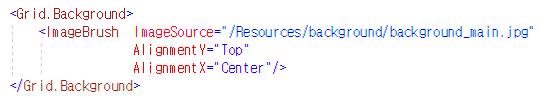 <Grid.Background>
<ImageBrush ImageSource="/Resources/background/background_main.jpg"
AlignmentY="Top"
AlignmentX="Center"/>
</Grid.Background>